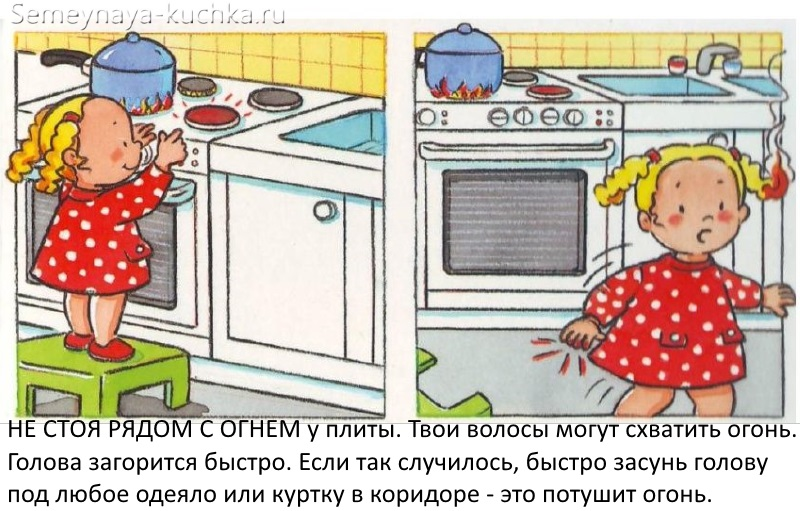 Semeynaya-kuchka.ru
НЕ СТОЯ РЯДОМ С ОГНЕМ у плиты. Твои волосы могут схватить огонь.
Голова загорится быстро. Если так случилось, быстро засунь голову
под любое одеяло или куртку в коридоре - это потушит огонь.